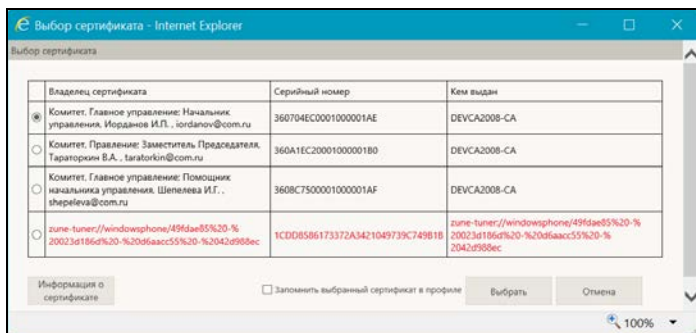 Выбор сертификата - Internet Explorer
Выбор сертификата
Владелец сертификата Серийный номер Кем выдан
Комитет. Главное управление: Начальник
управления. Иорданов И.П. , iordanov@com.ru
360704EC0001000001AE DEVCA2008-CA
Комитет. Правление: Заместитель Председателя.
Тараторкин В.А. , taratorkin@com.ru
360A1EC20001000001B0 DEVCA2008-CA
Комитет. Главное управление: Помощник
начальника управления. Шепелева И.Г. ,
shepeleva@com.ru
3608C7500001000001AF DEVCA2008-CA
zune-tuner://windowsphone/49fdae85%20-%
20023d186d%20-%20d6aacc55%20-%2042d988ec
1CDD8586173372A3421049739C749B1B
zune-tuner://windowsphone/49fdae85%20-%
20023d186d%20-%20d6aacc55%20-%
2042d988ec
Информация о
сертификате
Запомнить выбранный сертификат в профиле
Выбрать
Отмена
100%